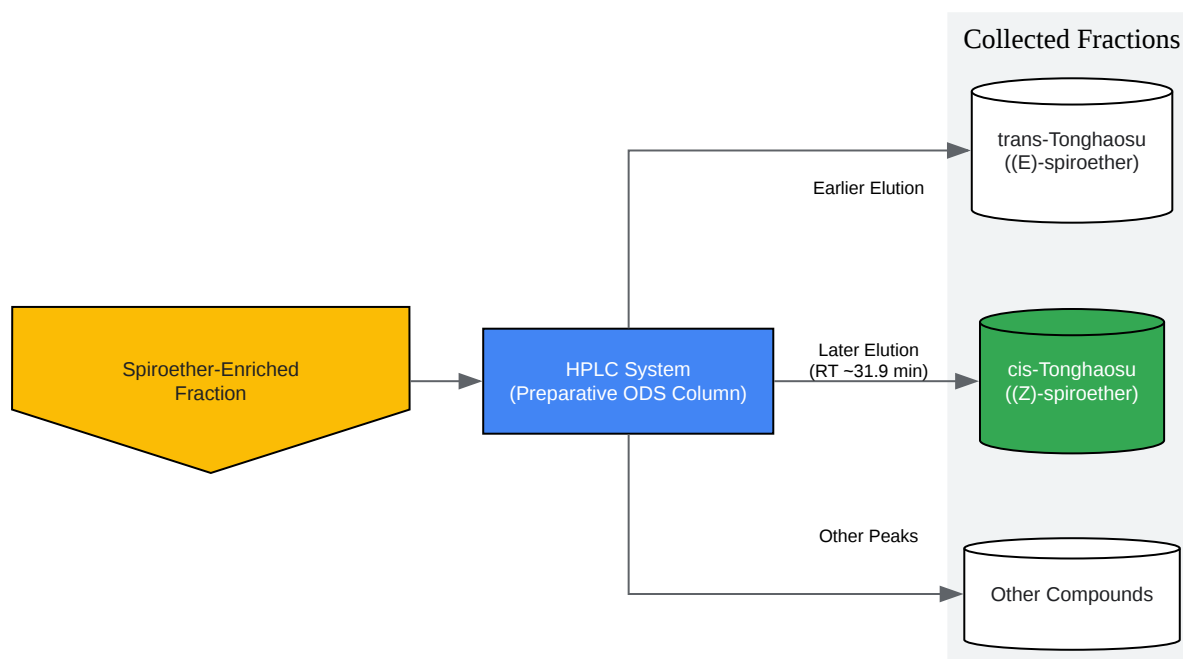 Collected Fractions
trans-Tonghaosu
((E)-spiroether)
Earlier Elution
Spiroether-Enriched
Fraction
HPLC System
(Preparative ODS Column)
Later Elution
(RT ~31.9 min)
cis-Tonghaosu
((Z)-spiroether)
Other Peaks
Other Compounds